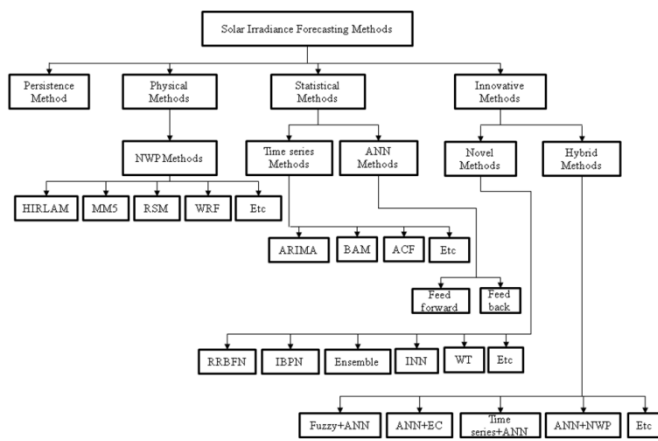 Solar Irradiance Forecasting Methods
Persistence
Method
Physical
Methods
Statistical
Methods
Innovative
Methods
NWP Methods
Time series
Methods
ANN
Methods
Novel
Methods
Hybrid
Methods
HIRLAM
MM5
RSM
WRF
Etc
ARIMA
BAM
ACF
Etc
Feed
forward
Feed
back
RRBFN
IBPN
Ensemble
INN
WT
Etc
Fuzzy+ANN
ANN+EC
Time
series+ANN
ANN+NWP
Etc